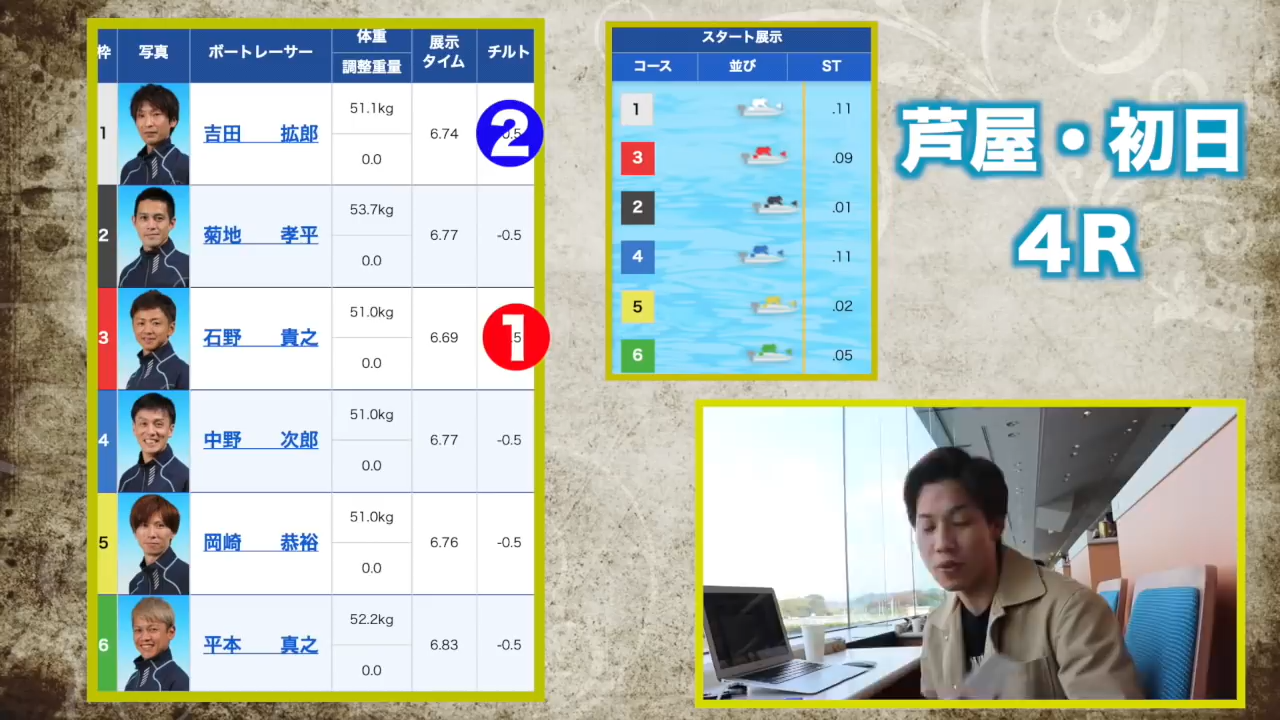 枠 写真 ボートレーサー 体重 調整重量 展示タイム チルト
1 吉田 拡郎 51.1kg 0.0 6.74 2
2 菊地 孝平 53.7kg 0.0 6.77 -0.5
3 石野 貴之 51.0kg 0.0 6.69 1
4 中野 次郎 51.0kg 0.0 6.77 -0.5
5 岡崎 恭裕 51.0kg 0.0 6.76 -0.5
6 平本 真之 52.2kg 0.0 6.83 -0.5
スタート展示
コース 並び ST
1 .11
3 .09
2 .01
4 .11
5 .02
6 .05
芦屋・初日
4R